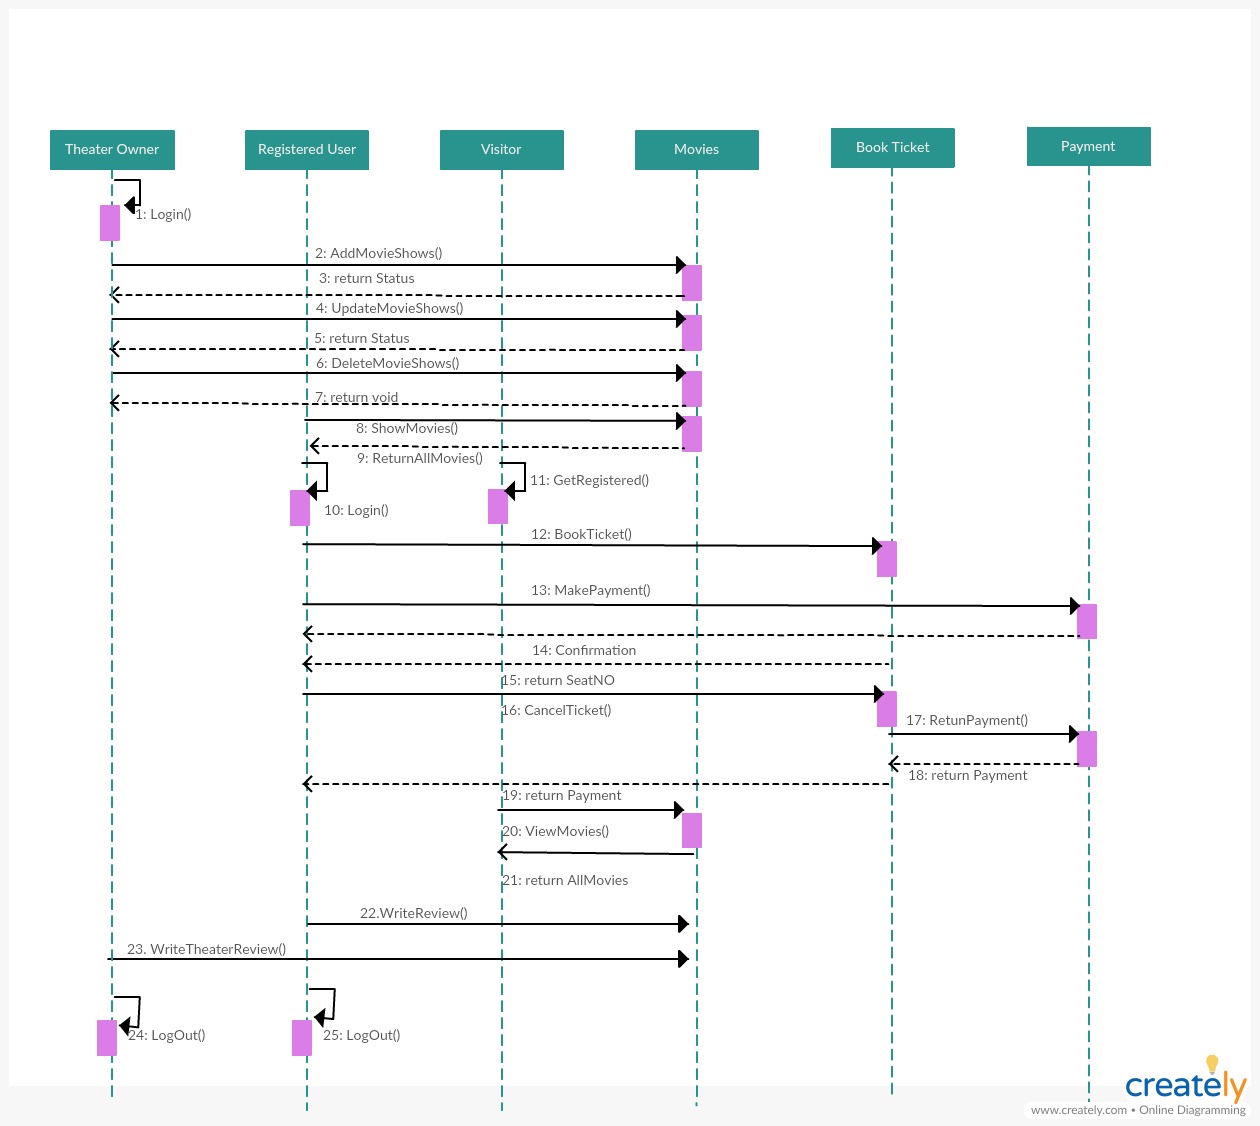 Theater Owner
Registered User
Visitor
Movies
Book Ticket
Payment
1: Login()
2: AddMovieShows()
3: return Status
4: UpdateMovieShows()
5: return Status
6: DeleteMovieShows()
7: return void
8: ShowMovies()
9: ReturnAllMovies()
11: GetRegistered()
10: Login()
12: BookTicket()
13: MakePayment()
14: Confirmation
15: return SeatNO
16: CancelTicket()
17: RetunPayment()
18: return Payment
19: return Payment
20: ViewMovies()
21: return AllMovies
22.WriteReview()
23. WriteTheaterReview()
24: LogOut()
25: LogOut()
creately
www.creately.com • Online Diagramming